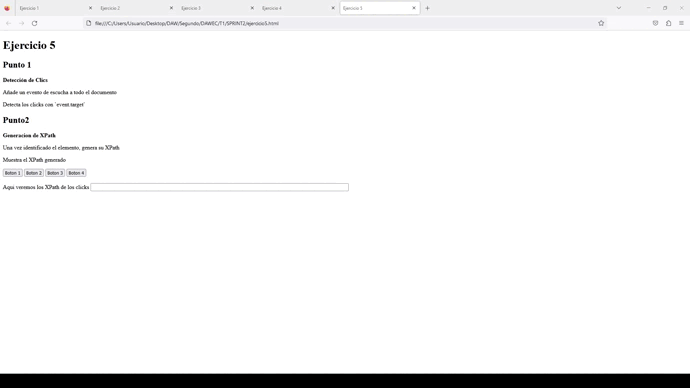 Ejercicio 1
Ejercicio 2
Ejercicio 3
Ejercicio 4
Ejercicio 5
file:///C:/Users/Usuario/Desktop/DAW/Segundo/DAWEC/T1/SPRINT2/ejercicio5.html
Ejercicio 5
Punto 1
Detección de Clics
Añade un evento de escucha a todo el documento
Detecta los clicks con `event.target'
Punto2
Generacion de XPath
Una vez identificado el elemento, genera su XPath
Muestra el XPath generado
Boton 1 Boton 2 Boton 3 Boton 4
Aqui veremos los XPath de los clicks